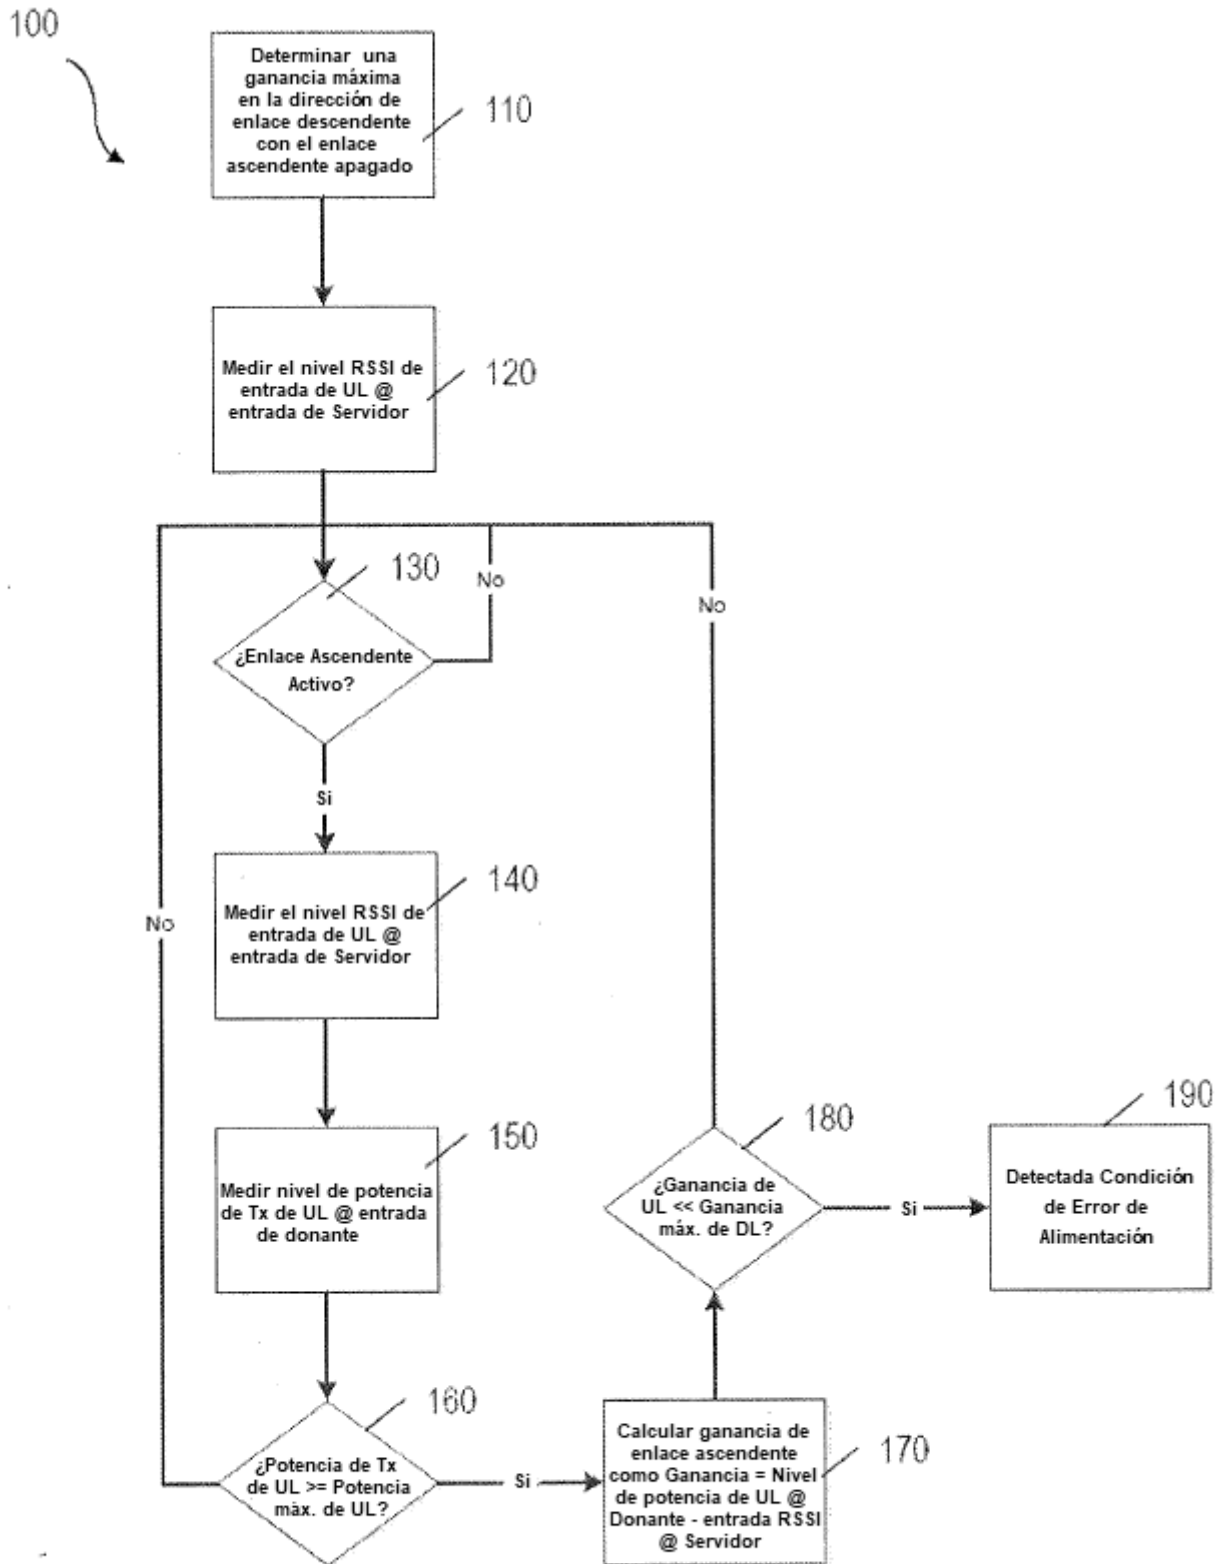 100
Determinar una
ganancia máxima
en la dirección de
enlace descendente
con el enlace
ascendente apagado
110
Medir el nivel RSSI de
entrada de UL @
entrada de Servidor
120
130
No
No
¿Enlace Ascendente
Activo?
Si
140
Medir el nivel RSSI de
entrada de UL @
entrada de Servidor
No
150
Medir nivel de potencia
de Tx de UL @ entrada
de donante
180
¿Ganancia de
UL << Ganancia
máx. de DL?
Si
190
Detectada Condición
de Error de
Alimentación
160
¿Potencia de Tx
de UL >= Potencia
máx. de UL?
Si
Calcular ganancia de
enlace ascendente
como Ganancia = Nivel
de potencia de UL @
Donante - entrada RSSI
@ Servidor
170